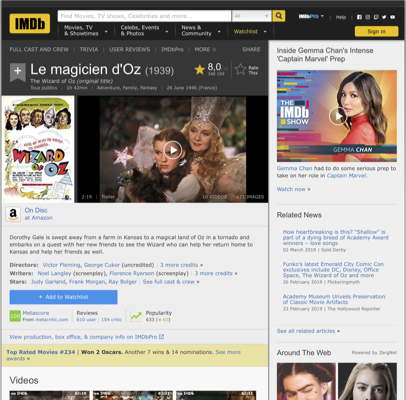 IMDb
Find Movies, TV shows, Celebrities and more...
All
Movies, TV
& Showtimes
Celebs, Events
& Photos
News &
Community
Watchlist
IMDbPro
Help
Sign in
FULL CAST AND CREW | TRIVIA | USER REVIEWS | IMDbPro | MORE
SHARE
Le magicien d'Oz (1939)
The Wizard of Oz (original title)
Tous publics | 1h 42min | Adventure, Family, Fantasy | 26 June 1946 (France)
8,0
Rate
This
WIZARD
OF OZ
2:19 | Trailer
10 VIDEOS
171 IMAGES
On Disc
at Amazon
Dorothy Gale is swept away from a farm in Kansas to a magical land of Oz in a tornado and
embarks on a quest with her new friends to see the Wizard who can help her return home to
Kansas and help her friends as well.
Directors: Victor Fleming, George Cukor (uncredited) | 3 more credits »
Writers: Noel Langley (screenplay), Florence Ryerson (screenplay) | 3 more credits »
Stars: Judy Garland, Frank Morgan, Ray Bolger | See full cast & crew »
+ Add to Watchlist
Metascore
From metacritic.com
Reviews
610 user | 154 critic
Popularity
633
View production, box office, & company info on IMDbPro
Top Rated Movies #234 | Won 2 Oscars. Another 7 wins & 14 nominations. See more
awards »
Videos
Inside Gemma Chan's Intense
'Captain Marvel' Prep
THE
IMDb
SHOW
GEMMA CHAN
Gemma Chan had to do some serious prep to
take on her role in Captain Marvel.
Watch now »
Related News
How heartbreaking is this? "Shallow" is
part of a dying breed of Academy Award
winners – love songs
02 March 2019 | Gold Derby
Funko's latest Emerald City Comic Con
exclusives include DC, Disney, Office
Space, The Wizard of Oz and more
26 February 2019 | Flickeringmyth
Academy Museum Unveils Preservation
of Classic Movie Artifacts
23 February 2019 | The Hollywood Reporter
See all related articles »
Around The Web
Powered by ZergNet